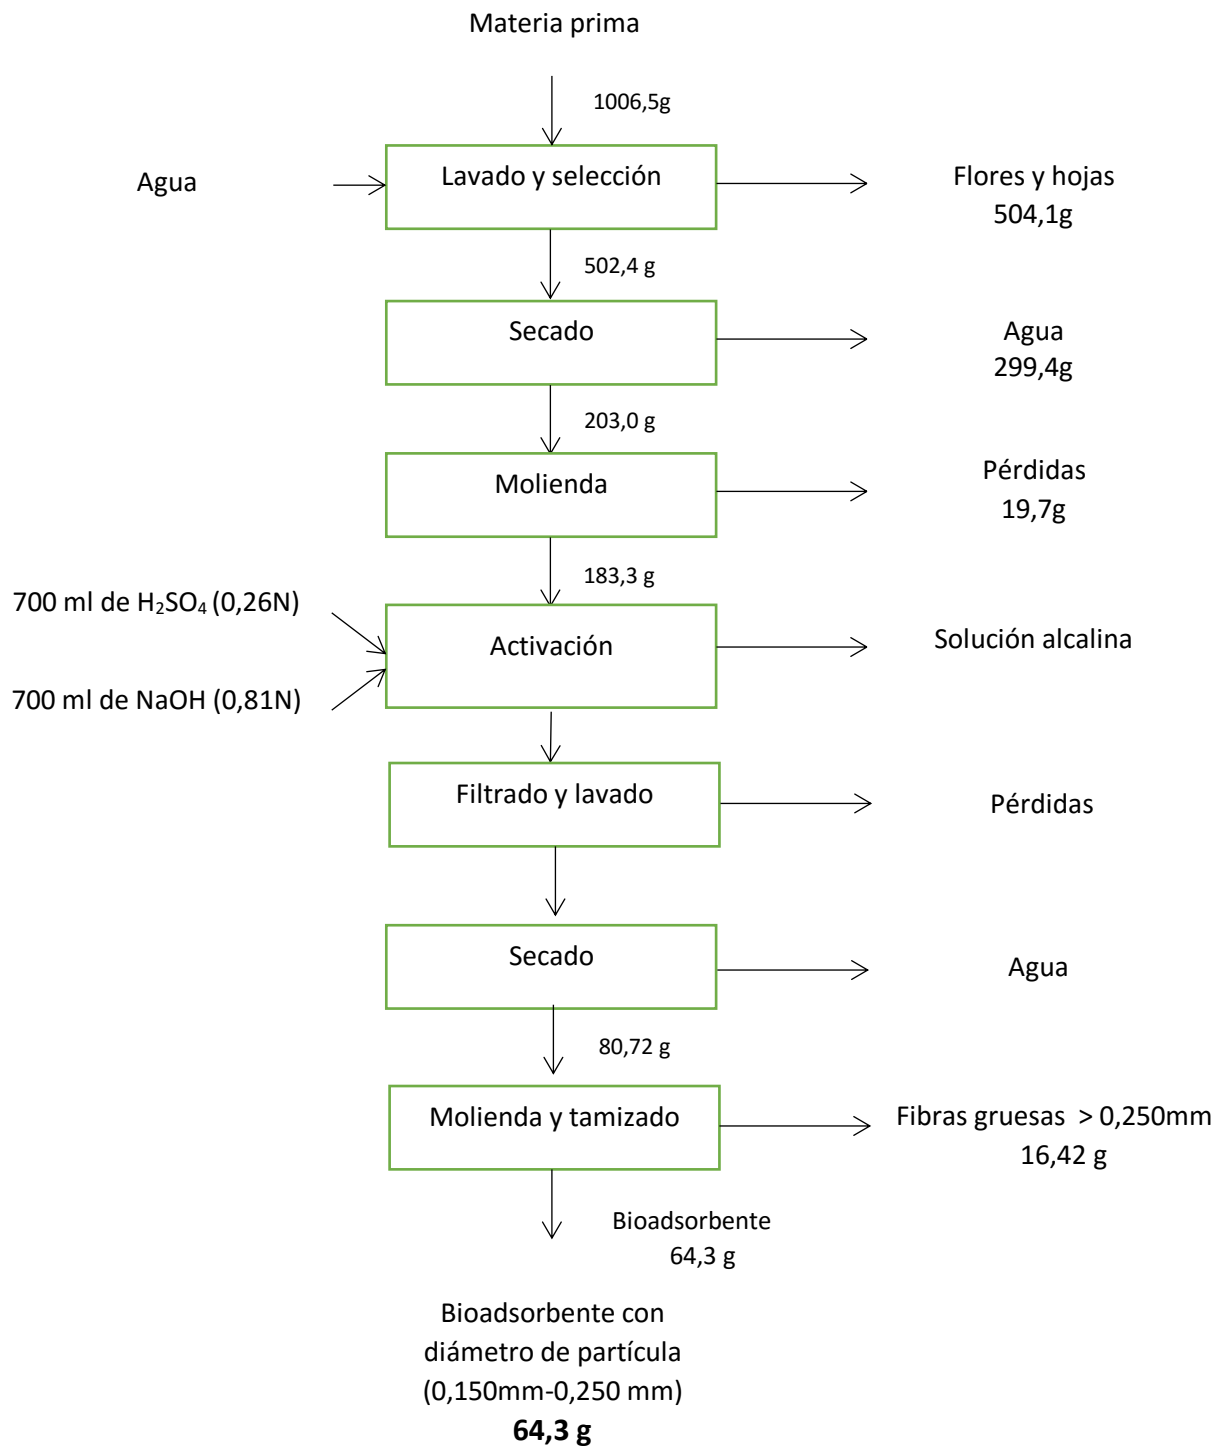 Materia prima
1006,5g
Agua
Lavado y selección
Flores y hojas
504,1g
502,4 g
Secado
Agua
299,4g
203,0 g
Molienda
Pérdidas
19,7g
183,3 g
700 ml de H₂SO₄ (0,26N)
Activación
Solución alcalina
700 ml de NaOH (0,81N)
Filtrado y lavado
Pérdidas
Secado
Agua
80,72 g
Molienda y tamizado
Fibras gruesas > 0,250mm
16,42 g
Bioadsorbente
64,3 g
Bioadsorbente con
diámetro de partícula
(0,150mm-0,250 mm)
64,3 g